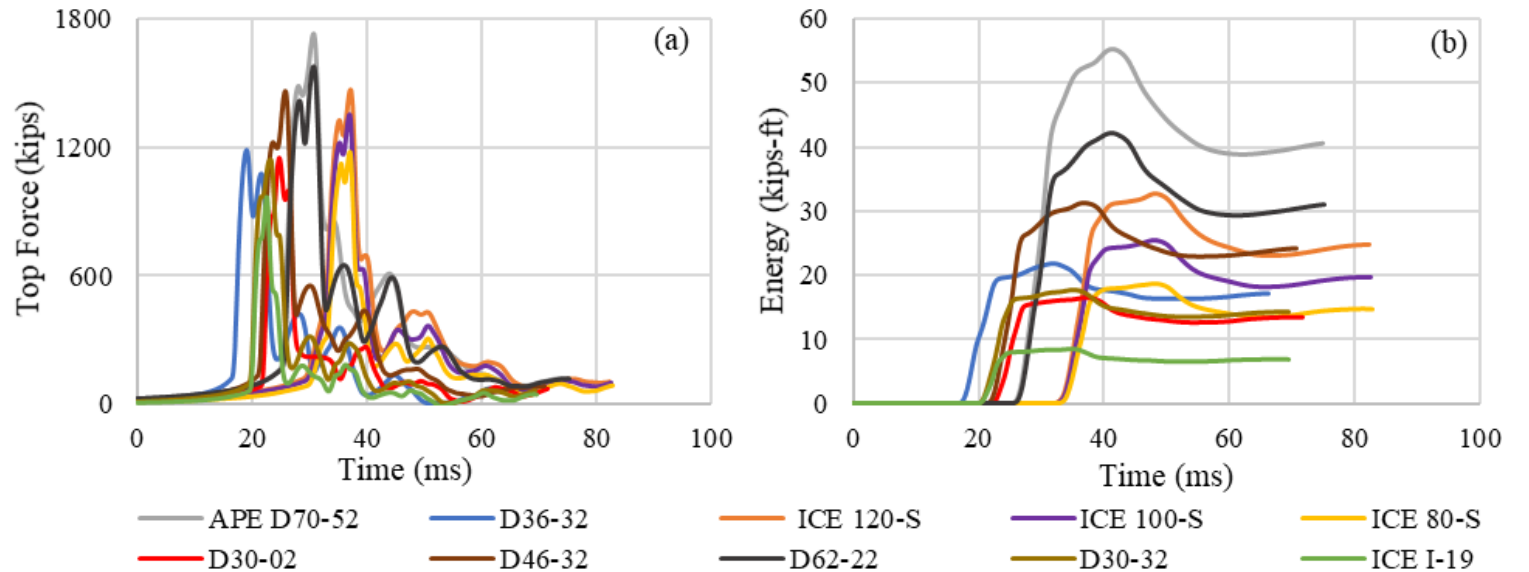 (a)
1800
1200
600
0
Top Force (kips)
0 20 40 60 80 100
Time (ms)
(b)
60
50
40
30
20
10
0
Energy (kips-ft)
0 20 40 60 80 100
Time (ms)
APE D70-52 D36-32 ICE 120-S ICE 100-S ICE 80-S
D30-02 D46-32 D62-22 D30-32 ICE I-19